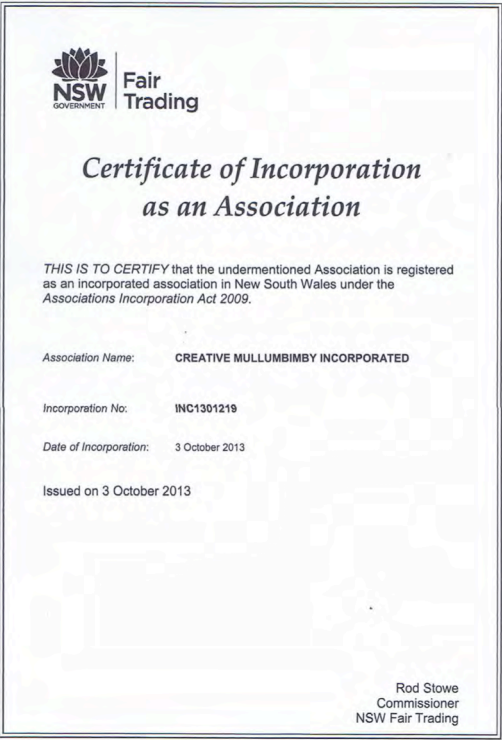 NSW
GOVERNMENT
Fair
Trading
Certificate of Incorporation
as an Association
THIS IS TO CERTIFY that the undermentioned Association is registered
as an incorporated association in New South Wales under the
Associations Incorporation Act 2009.
Association Name: CREATIVE MULLUMBIMBY INCORPORATED
Incorporation No: INC1301219
Date of Incorporation: 3 October 2013
Issued on 3 October 2013
Rod Stowe
Commissioner
NSW Fair Trading